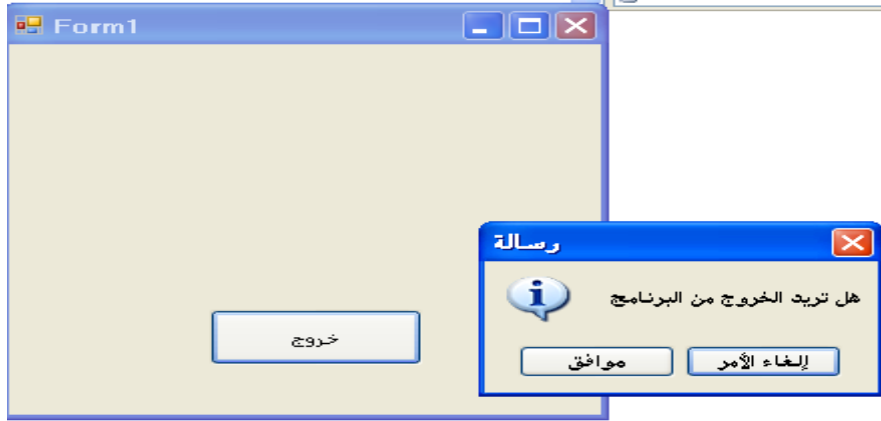 Form1
رسالة
هل تريد الخروج من البرنامج
موافق
إلغاء الأمر
خروج